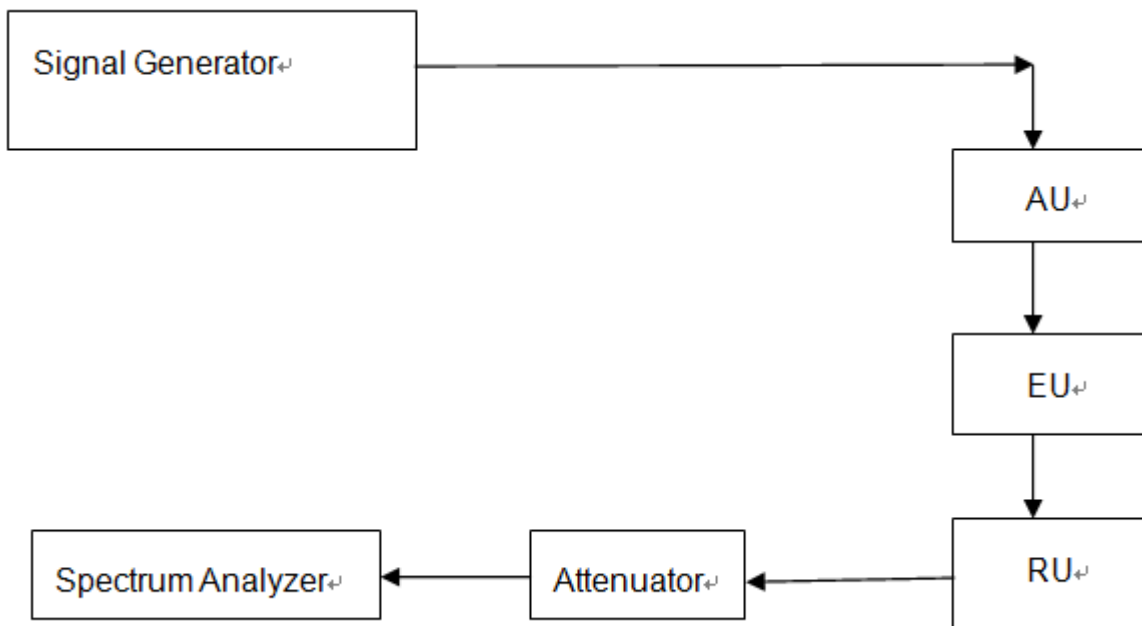 Signal Generator
AU
EU
RU
Attenuator
Spectrum Analyzer